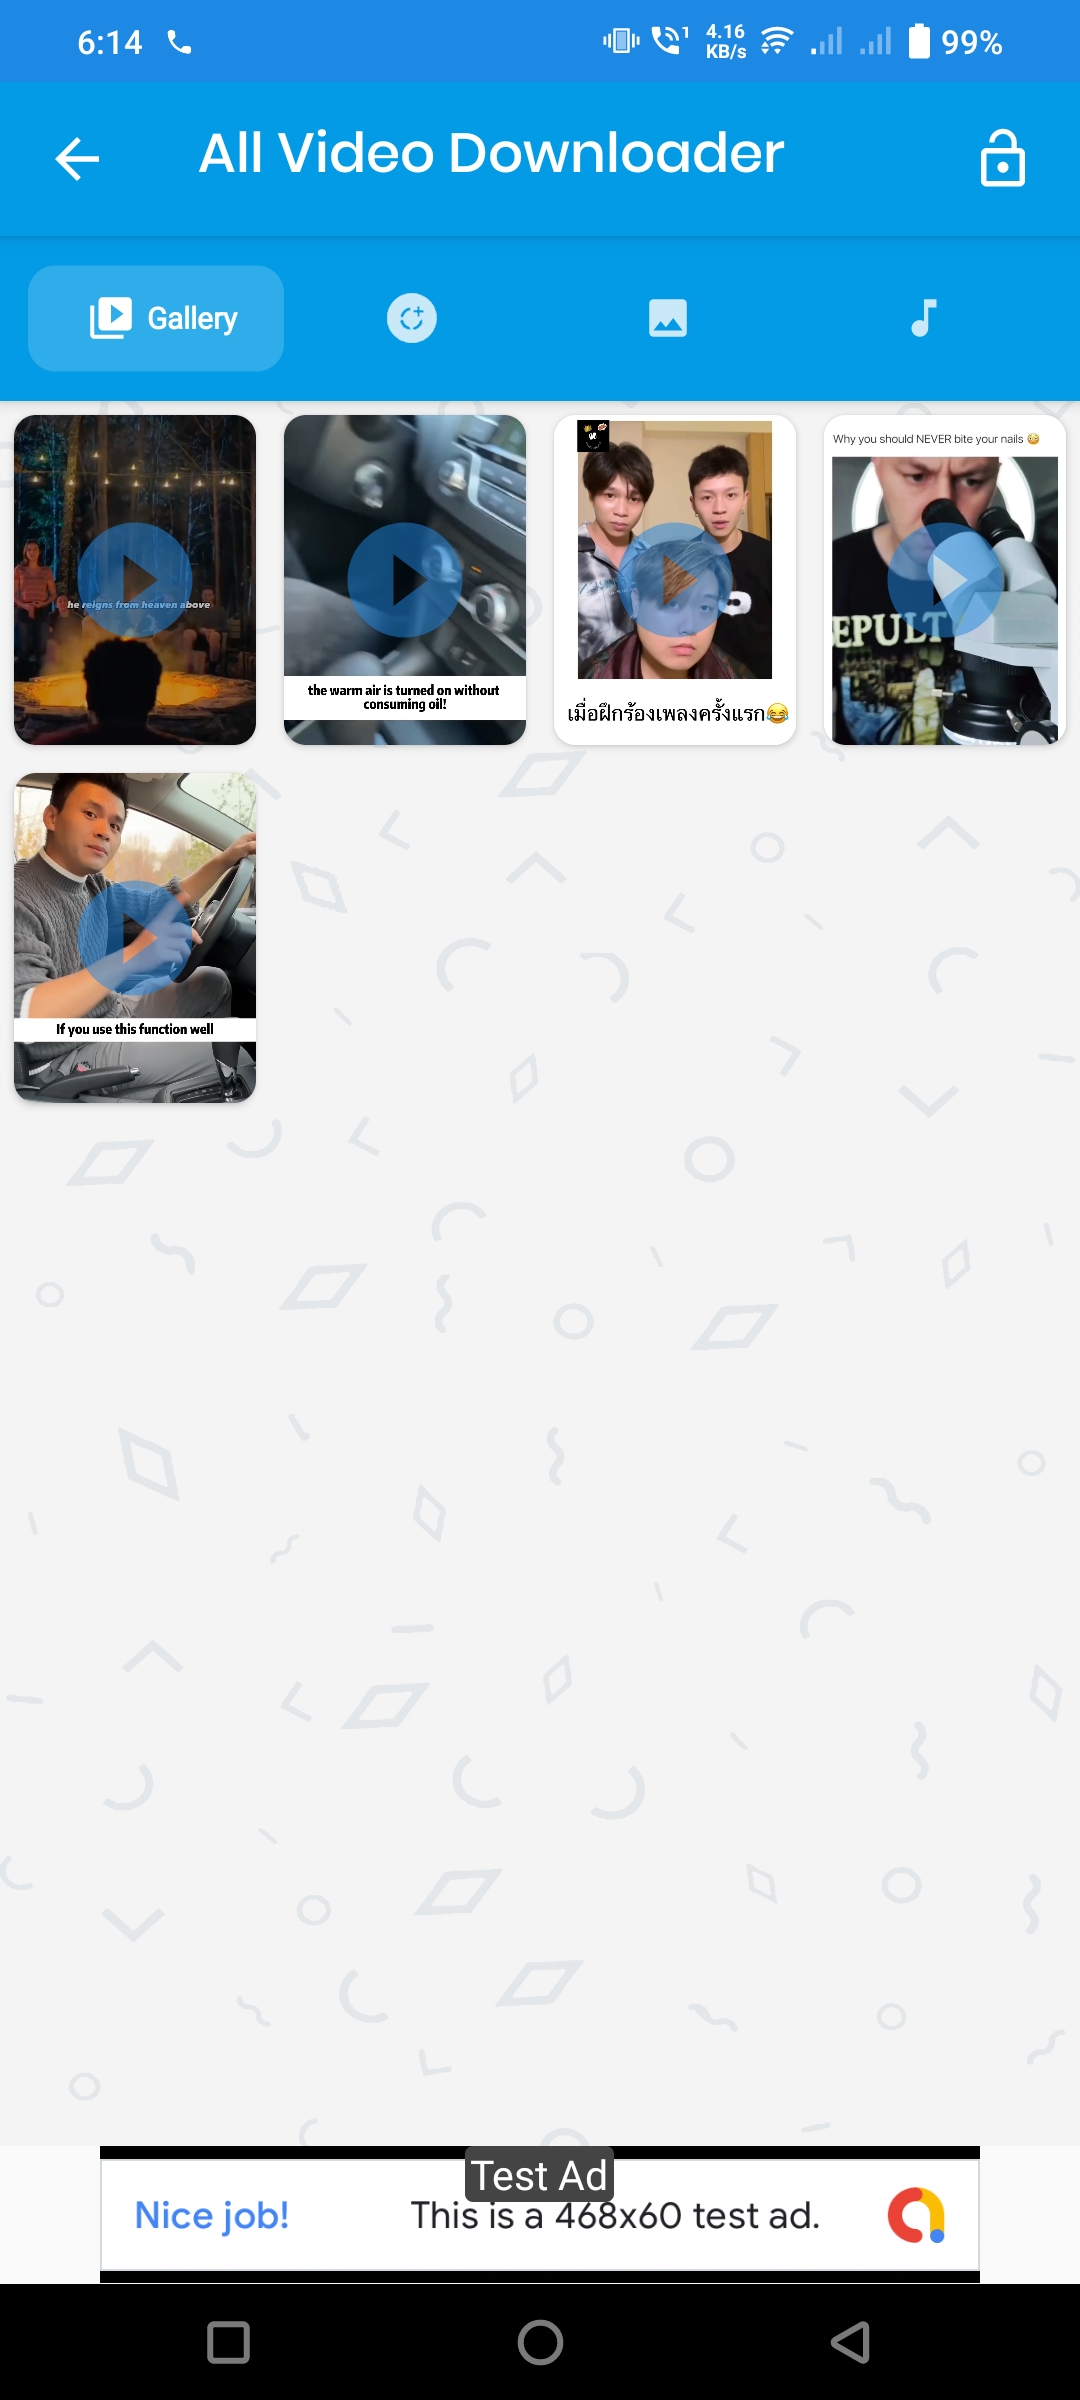 6:14
4.16
KB/s
99%
All Video Downloader
Gallery
he reigns from heaven above
the warm air is turned on without
consuming oil!
เมื่อฝึกร้องเพลงครั้งแรก😂
Why you should NEVER bite your nails 😳
EPULT
If you use this function well
Test Ad
Nice job!
This is a 468x60 test ad.